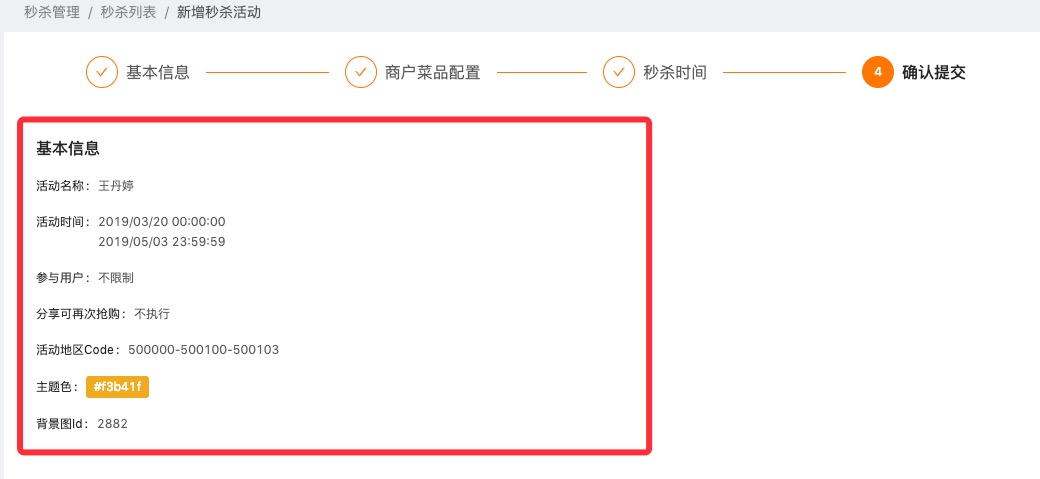 秒杀管理 / 秒杀列表 / 新增秒杀活动
基本信息 商户菜品配置 秒杀时间 4 确认提交
基本信息
活动名称：王丹婷
活动时间：2019/03/20 00:00:00
2019/05/03 23:59:59
参与用户：不限制
分享可再次抢购：不执行
活动地区Code：500000-500100-500103
主题色：#f3b41f
背景图Id：2882